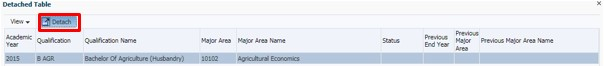 Detached Table
View Detach
Academic Year Qualification Qualification Name Major Area Major Area Name Status Previous End Year Previous Major Area Previous Major Area Name
2015 B AGR Bachelor Of Agriculture (Husbandry) 10102 Agricultural Economics